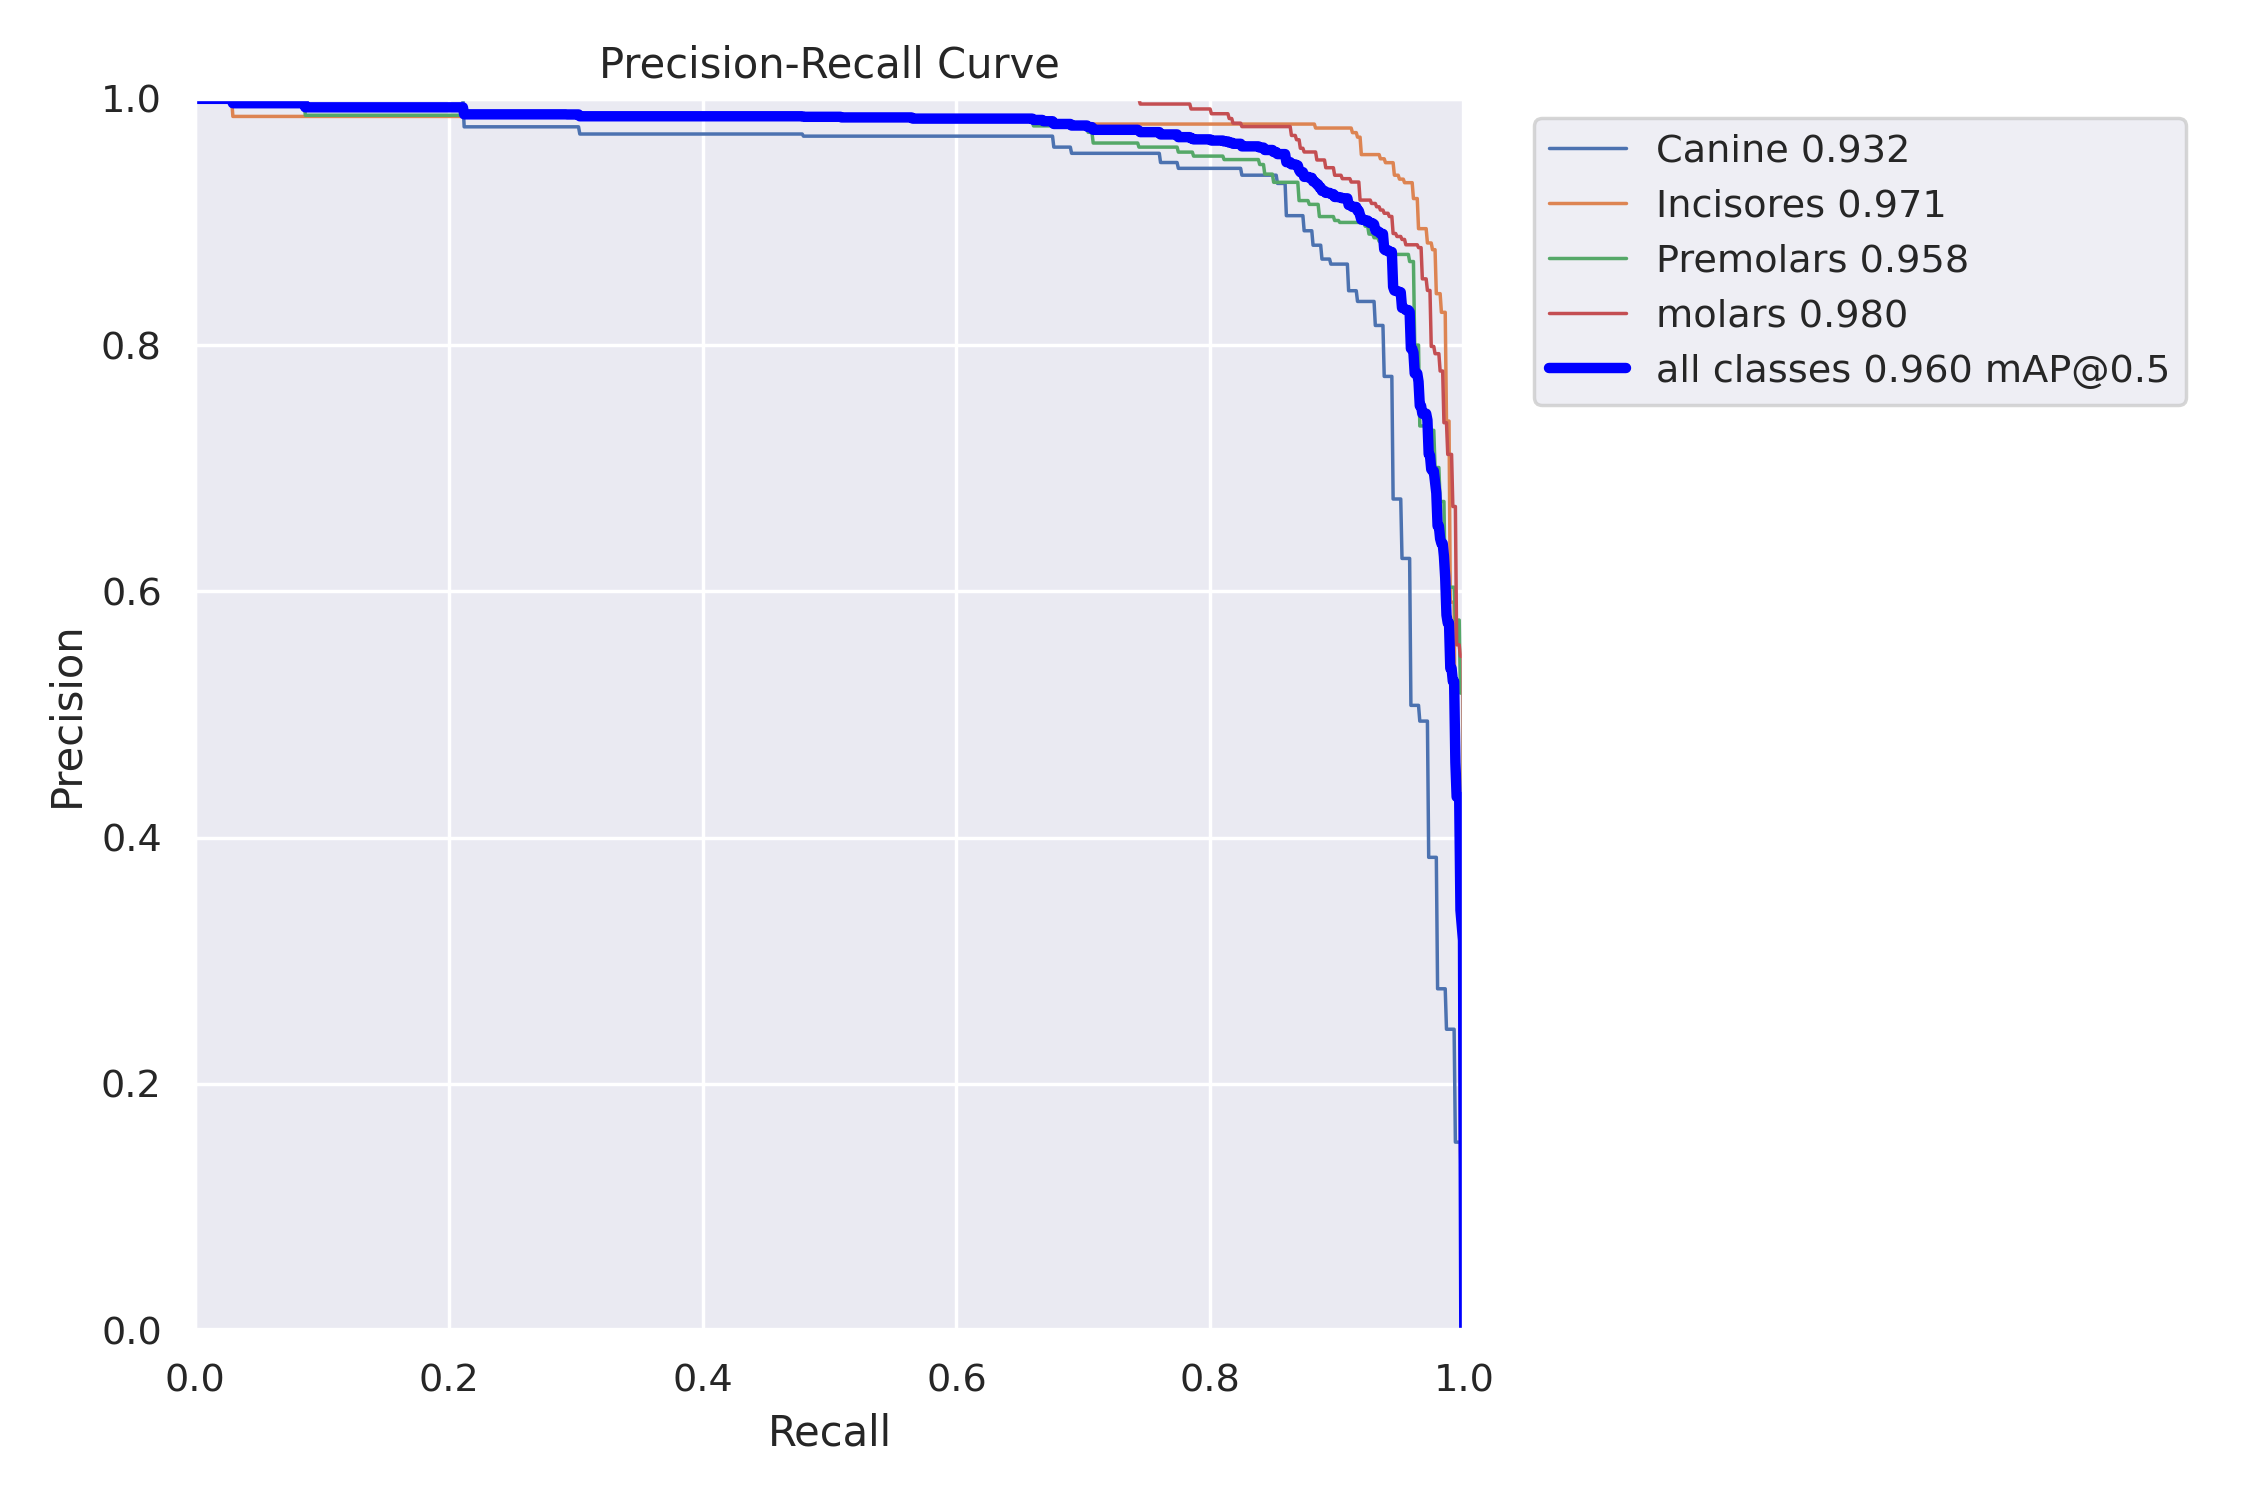 Precision-Recall Curve
1.0
0.8
0.6
0.4
0.2
0.0
Precision
0.0 0.2 0.4 0.6 0.8 1.0
Recall
Canine 0.932
Incisores 0.971
Premolars 0.958
molars 0.980
all classes 0.960 mAP@0.5